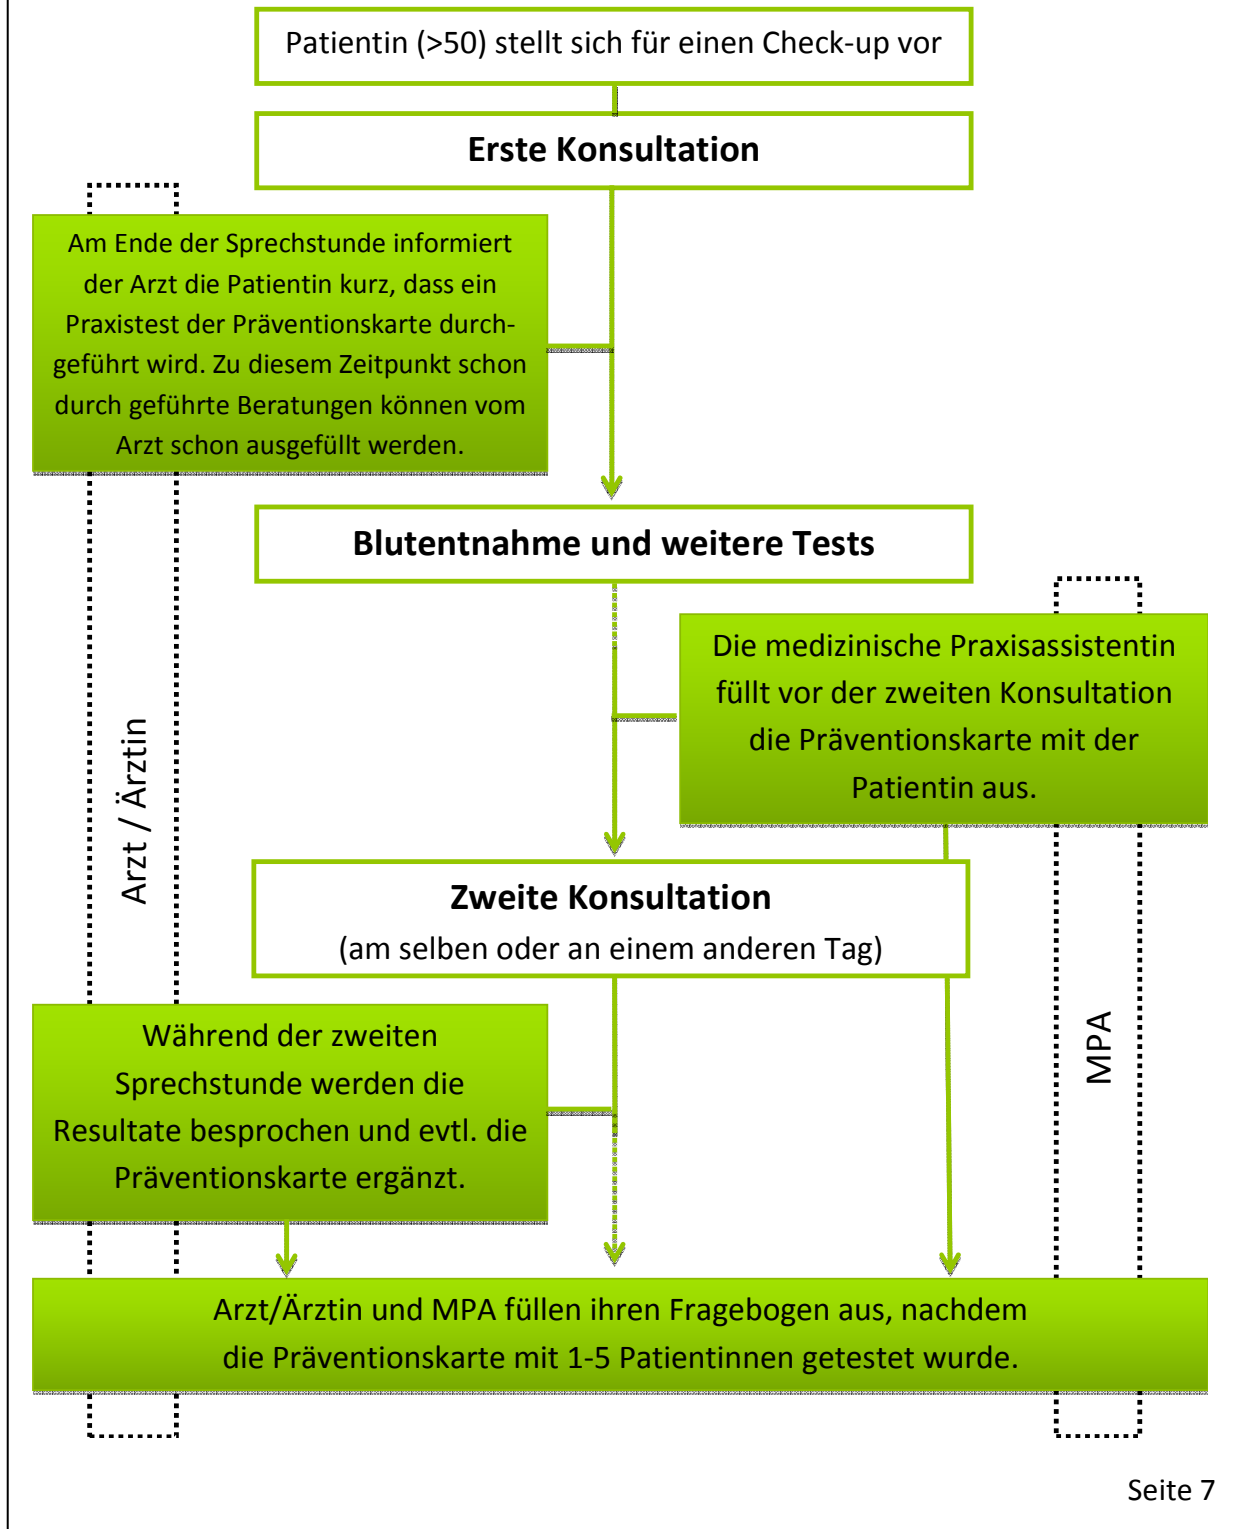 Patientin (>50) stellt sich für einen Check-up vor
Erste Konsultation
Am Ende der Sprechstunde informiert
der Arzt die Patientin kurz, dass ein
Praxistest der Präventionskarte durch-
geführt wird. Zu diesem Zeitpunkt schon
durch geführte Beratungen können vom
Arzt schon ausgefüllt werden.
Blutentnahme und weitere Tests
Die medizinische Praxisassistentin
füllt vor der zweiten Konsultation
die Präventionskarte mit der
Patientin aus.
Arzt / Ärztin
Zweite Konsultation
(am selben oder an einem anderen Tag)
Während der zweiten
Sprechstunde werden die
Resultate besprochen und evtl. die
Präventionskarte ergänzt.
MPA
Arzt/Ärztin und MPA füllen ihren Fragebogen aus, nachdem
die Präventionskarte mit 1-5 Patientinnen getestet wurde.
Seite 7